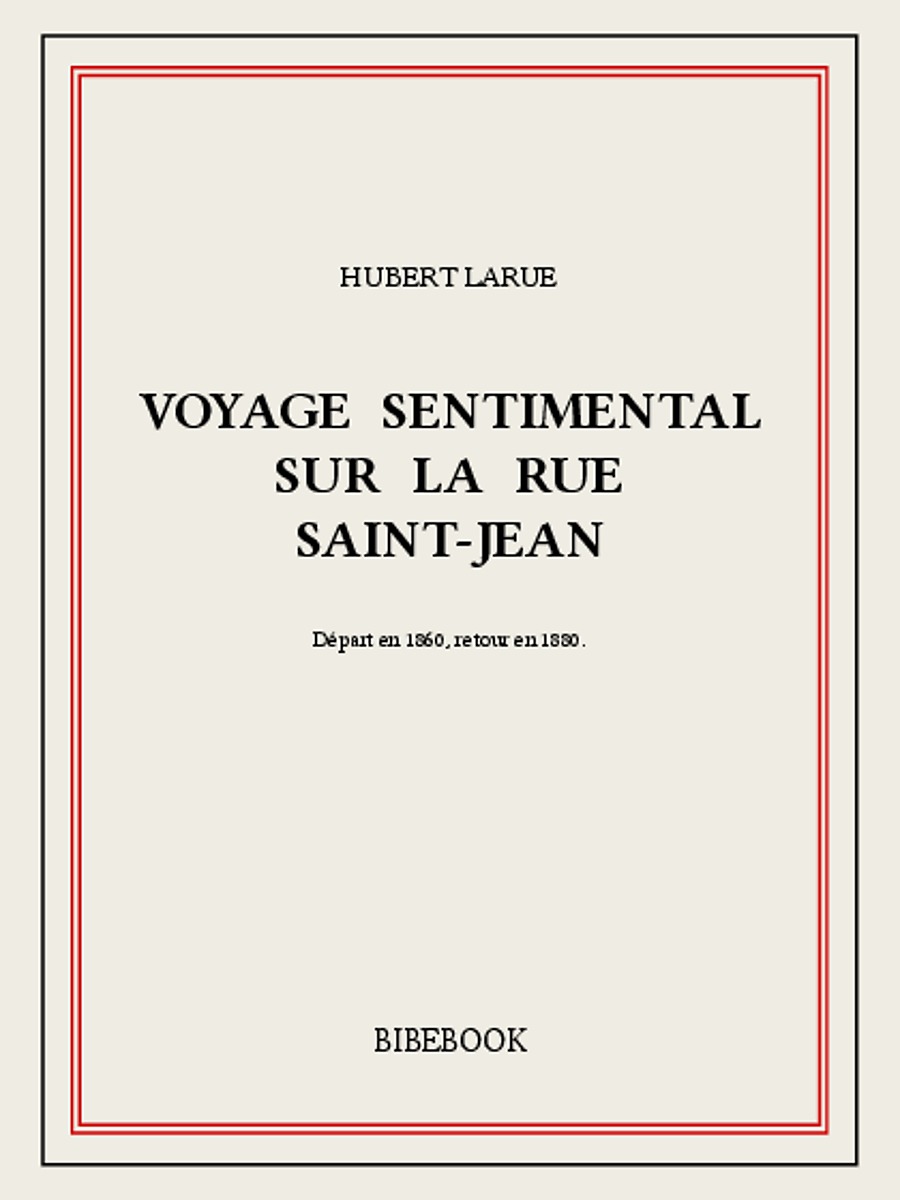 HUBERT LARUE
VOYAGE SENTIMENTAL
SUR LA RUE
SAINT-JEAN
Départ en 1860, retour en 1880.
BIBEBOOK